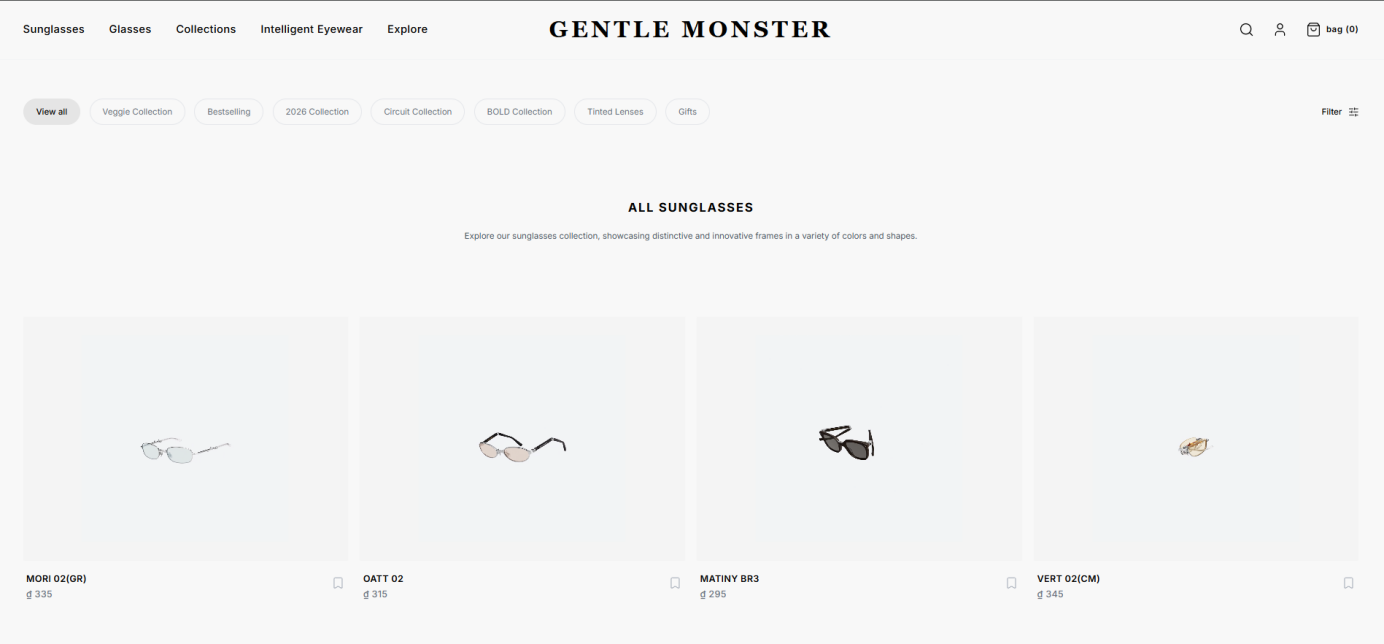 Sunglasses Glasses Collections Intelligent Eyewear Explore GENTLE MONSTER bag (0)
View all Veggie Collection Bestselling 2026 Collection Circuit Collection BOLD Collection Tinted Lenses Gifts Filter
ALL SUNGLASSES
Explore our sunglasses collection, showcasing distinctive and innovative frames in a variety of colors and shapes.
MORI 02(GR)
₫ 335
OATT 02
₫ 315
MATINY BR3
₫ 295
VERT 02(CM)
₫ 345